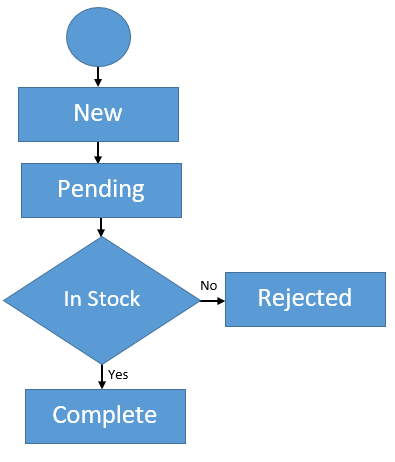 New
Pending
In Stock
No
Rejected
Yes
Complete